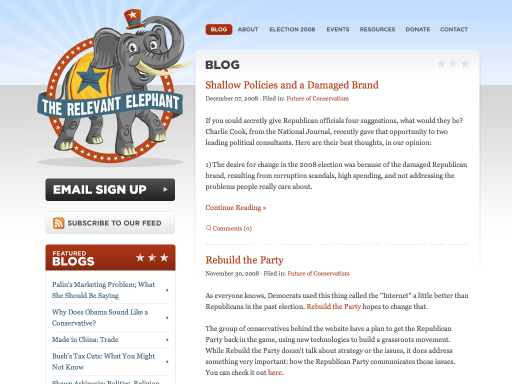 BLOG
ABOUT
ELECTION 2008
EVENTS
RESOURCES
DONATE
CONTACT
THE RELEVANT ELEPHANT
EMAIL SIGN UP
SUBSCRIBE TO OUR FEED
FEATURED
BLOGS
Palin's Marketing Problem; What
She Should Be Saying
Why Does Obama Sound Like a
Conservative?
Made in China: Trade
Bush's Tax Cuts: What You Might
Not Know
Shawn Askinosie: Politics, Religion
BLOG
Shallow Policies and a Damaged Brand
December 07, 2008 · Filed in: Future of Conservatism
If you could secretly give Republican officials four suggestions, what would they be?
Charlie Cook, from the National Journal, recently gave that opportunity to two
leading political consultants. Here are their best thoughts, in our opinion:
1) The desire for change in the 2008 election was because of the damaged Republican
brand, resulting from corruption scandals, high spending, and not addressing the
problems people really care about.
Continue Reading »
Comments (0)
Rebuild the Party
November 30, 2008 · Filed in: Future of Conservatism
As everyone knows, Democrats used this thing called the "Internet" a little better than
Republicans in the past election. Rebuild the Party hopes to change that.
The group of conservatives behind the website have a plan to get the Republican
Party back in the game, using new technologies to build a grassroots movement.
While Rebuild the Party doesn't talk about strategy or the issues, it does address
something very important: how the Republican Party communicates those issues.
You can check it out here.